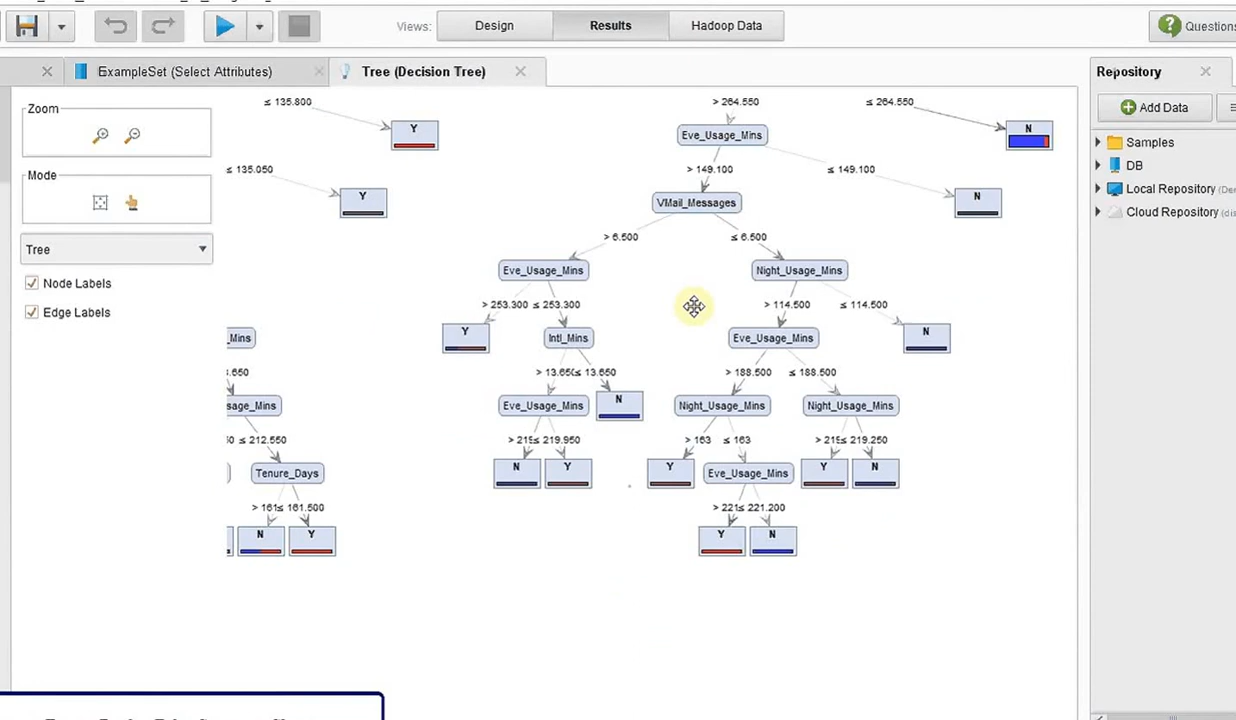 Views: Design Results Hadoop Data Questions
ExampleSet (Select Attributes) Tree (Decision Tree) Repository
Zoom
Mode
Tree
Node Labels
Edge Labels
Add Data
Samples
DB
Local Repository
Cloud Repository
≤ 135.800 > 264.550 ≤ 264.550
Y Eve_Usage_Mins N
≤ 135.050 > 149.100 ≤ 149.100
Y VMail_Messages N
> 6.500 ≤ 6.500
Eve_Usage_Mins Night_Usage_Mins
> 253.300 ≤ 253.300 > 114.500 ≤ 114.500
_Mins Y Intl_Mins Eve_Usage_Mins N
≤ 13.650 > 188.500 ≤ 188.500
Eve_Usage_Mins N Night_Usage_Mins Night_Usage_Mins
≤ 212.550 ≤ 219.950 > 163 ≤ 163 ≤ 219.250
Tenure_Days N Y Y Eve_Usage_Mins Y N
≤ 161.500 ≤ 221.200
N Y Y N